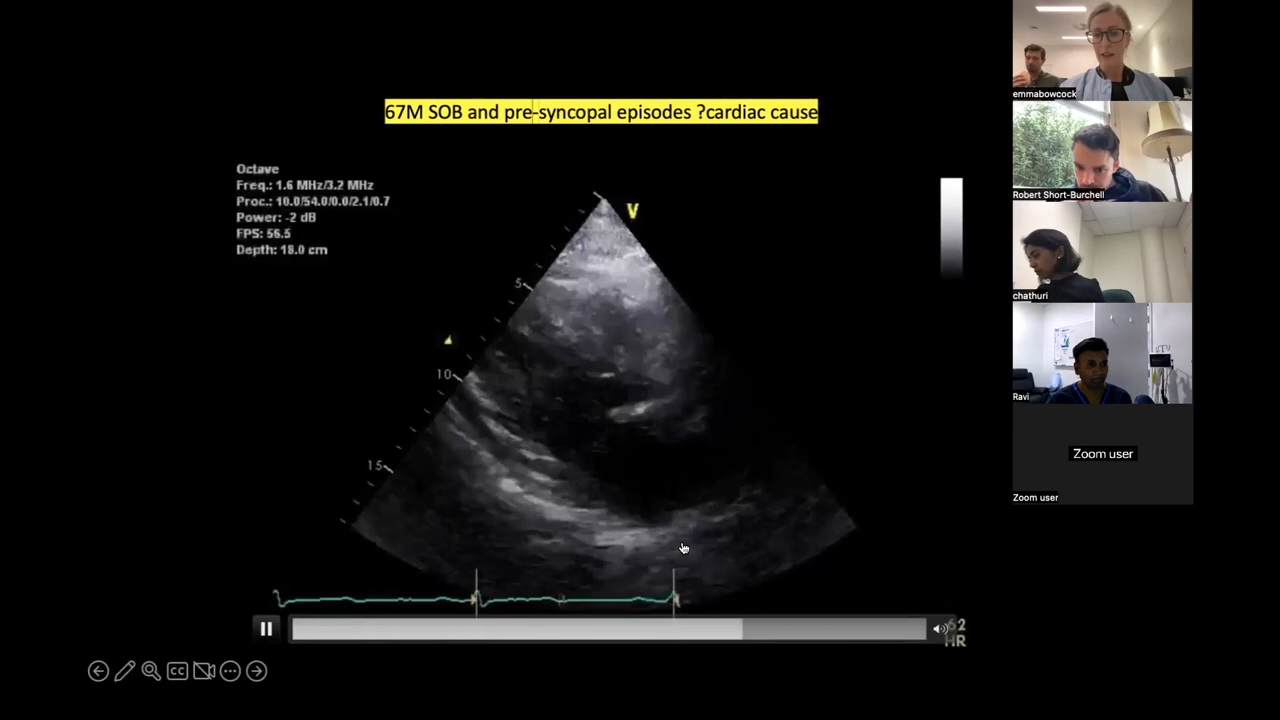 67M SOB and pre-syncopal episodes ?cardiac cause
Octave
Freq.: 1.6 MHz/3.2 MHz
Proc.: 10.0/54.0/0.0/2.1/0.7
Power: -2 dB
FPS: 56.5
Depth: 18.0 cm
V
5
10
15
62
HR
CC
emmabowcock
Robert Short-Burchell
chathuri
Ravi
Zoom user
Zoom user